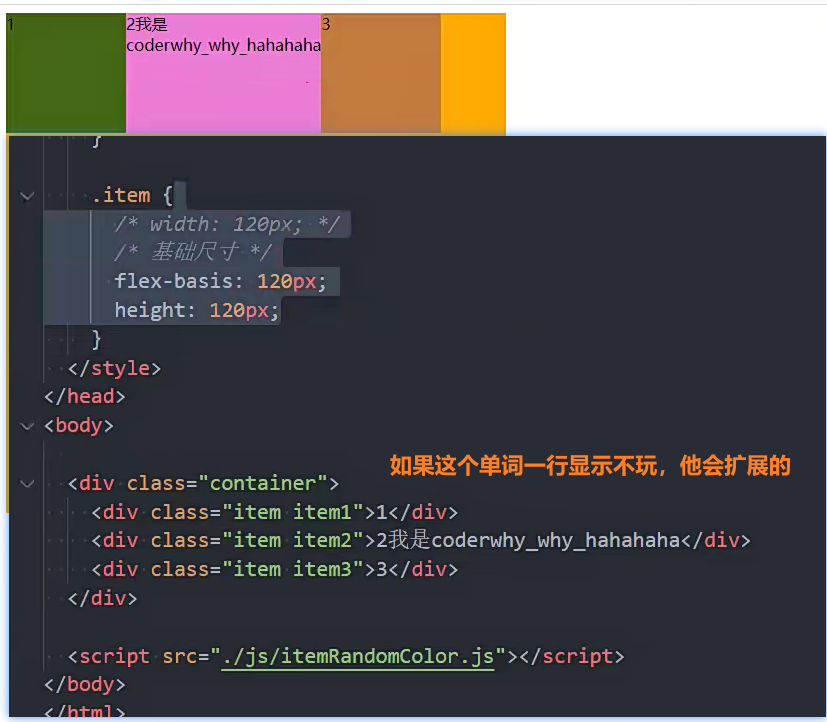 1 2我是 3
coderwhy_why_hahahaha
}
.item {
/* width: 120px; */
/* 基础尺寸 */
flex-basis: 120px;
height: 120px;
}
</style>
</head>
<body>
如果这个单词一行显示不玩，他会扩展的
<div class="container">
<div class="item item1">1</div>
<div class="item item2">2我是coderwhy_why_hahahaha</div>
<div class="item item3">3</div>
</div>
<script src="./js/itemRandomColor.js"></script>
</body>
</html>